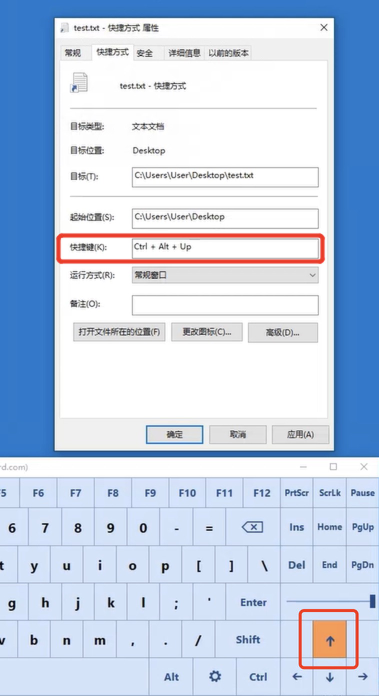 test.txt - 快捷方式 属性
常规 快捷方式 安全 详细信息 以前的版本
test.txt - 快捷方式
目标类型: 文本文档
目标位置: Desktop
目标(T): C:\Users\User\Desktop\test.txt
起始位置(S): C:\Users\User\Desktop
快捷键(K): Ctrl + Alt + Up
运行方式(R): 常规窗口
备注(O):
打开文件所在的位置(F) 更改图标(C)... 高级(D)...
确定 取消 应用(A)
rd.com)
F5 F6 F7 F8 F9 F10 F11 F12 PrtScr ScrLk Pause
6 7 8 9 0 - = Ins Home PgUp
t y u i o p [ ] \ Del End PgDn
g h j k l ; ' Enter
v b n m , . / Shift ↑
Alt Ctrl ← ↓ →